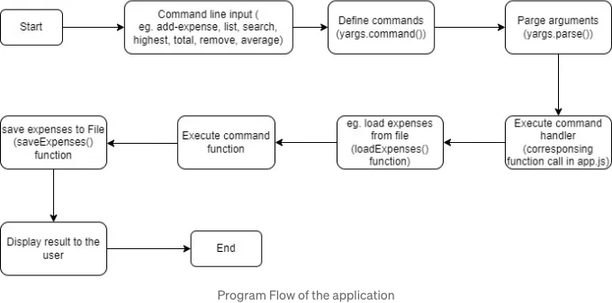 Start
Command line input (
eg. add-expense, list, search,
highest, total, remove, average)
Define commands
(yargs.command())
Parge arguments
(yargs.parse())
save expenses to File
(saveExpenses()
function
Execute command
function
eg. load expenses
from file
(loadExpenses()
function)
Execute command
handler
(corresponsing
function call in app.js)
Display result to the
user
End
Program Flow of the application